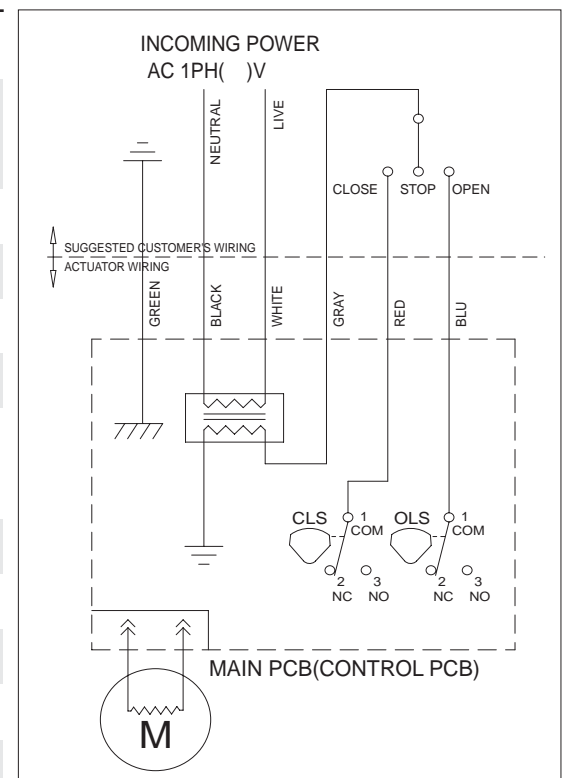 INCOMING POWER
AC 1PH(    )V
NEUTRAL
LIVE
CLOSE STOP OPEN
SUGGESTED CUSTOMER'S WIRING
ACTUATOR WIRING
GREEN
BLACK
WHITE
GRAY
RED
BLU
CLS 1 OLS 1
COM COM
2 3 2 3
NC NO NC NO
MAIN PCB(CONTROL PCB)
M